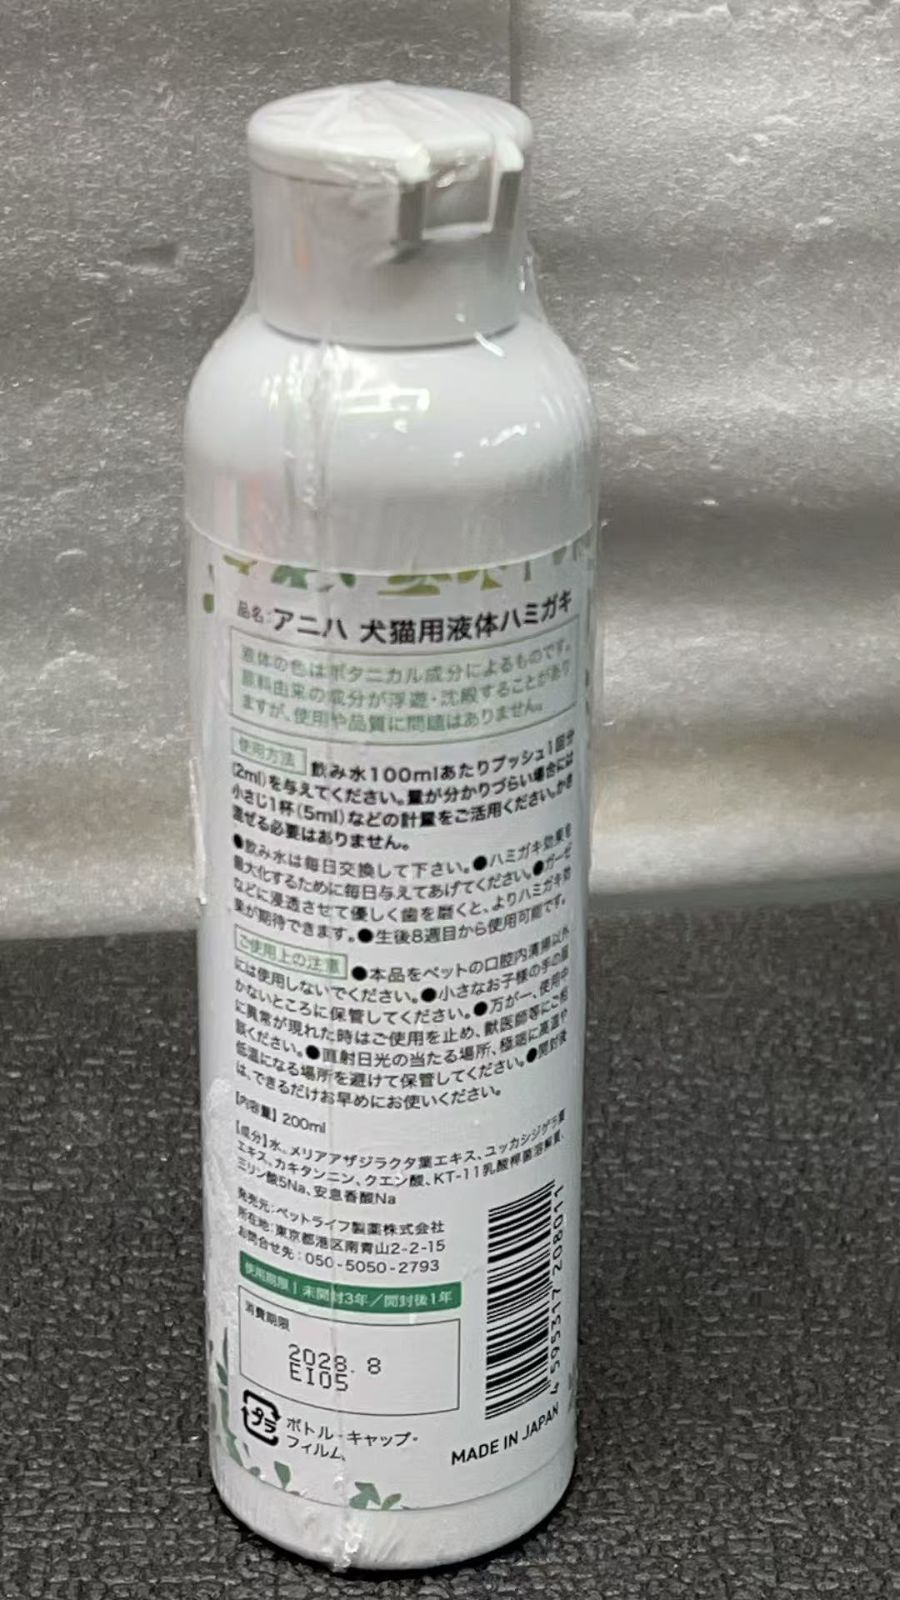 品名:アニハ 犬猫用液体ハミガキ
液体の色はボタニカル成分によるものです。
原料由来の成分が浮遊・沈殿することがあり
ますが、使用や品質に問題はありません。
使用方法 飲み水100mlあたりプッシュ1回分
(2ml)を与えてください。量が分かりづらい場合には
小さじ1杯(5ml)などの計量をご活用ください。かき
混ぜる必要はありません。
●飲み水は毎日交換して下さい。●ハミガキ効果を
最大化するために毎日与えてあげてください。●ガーゼ
などに浸透させて優しく歯を磨くと、よりハミガキ効
果が期待できます。●生後8週目から使用可能です。
ご使用上の注意 ●本品をペットの口腔内清掃以外
には使用しないでください。●小さなお子様の手の届
かないところに保管してください。●万が一、使用中
に異常が現れた時はご使用を止め、獣医師等にご相
談ください。●直射日光の当たる場所、極端に高温や
低温になる場所を避けて保管してください。●開封後
は、できるだけお早めにお使いください。
【内容量】200ml
【成分】水、メリアアザジラクタ葉エキス、ユッカシジゲラ葉
エキス、カキタンニン、クエン酸、KT-11乳酸桿菌溶解質、
ミリン酸5Na、安息香酸Na
発売元:ペットライフ製薬株式会社
所在地:東京都港区南青山2-2-15
お問合せ先:050-5050-2793
使用期限|未開封3年/開封後1年
消費期限
2028.8
EI05
プラ
ボトル・キャップ・
フィルム
4 595317 208011
MADE IN JAPAN